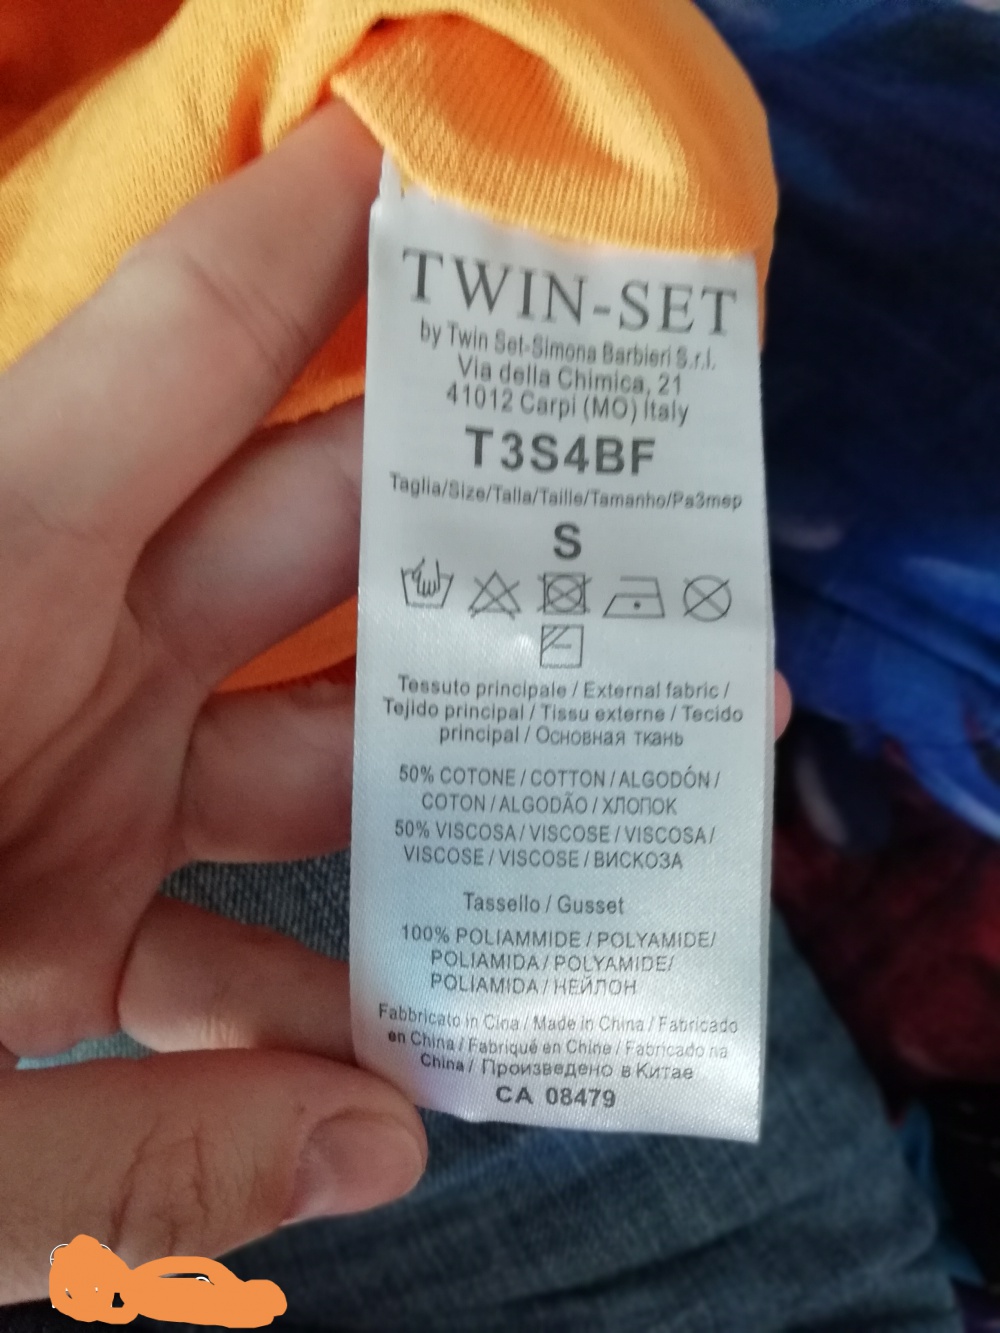 TWIN-SET
by Twin Set-Simona Barbieri S.r.l.
Via della Chimica, 21
41012 Carpi (MO) Italy
T3S4BF
Taglia/Size/Talla/Taille/Tamanho/Ра3мер
S
Tessuto principale / External fabric /
Tejido principal / Tissu externe / Tecido
principal / Основная ткань
50% COTONE / COTTON / ALGODÓN /
COTON / ALGODÃO / ХЛОПОК
50% VISCOSA / VISCOSE / VISCOSA /
VISCOSE / VISCOSE / ВИСКОЗА
Tassello / Gusset
100% POLIAMMIDE / POLYAMIDE/
POLIAMIDA / POLYAMIDE/
POLIAMIDA / НЕЙЛОН
Fabbricato in Cina / Made in China / Fabricado
en China / Fabriqué en Chine / Fabricado na
China / Произведено в Китае
CA 08479